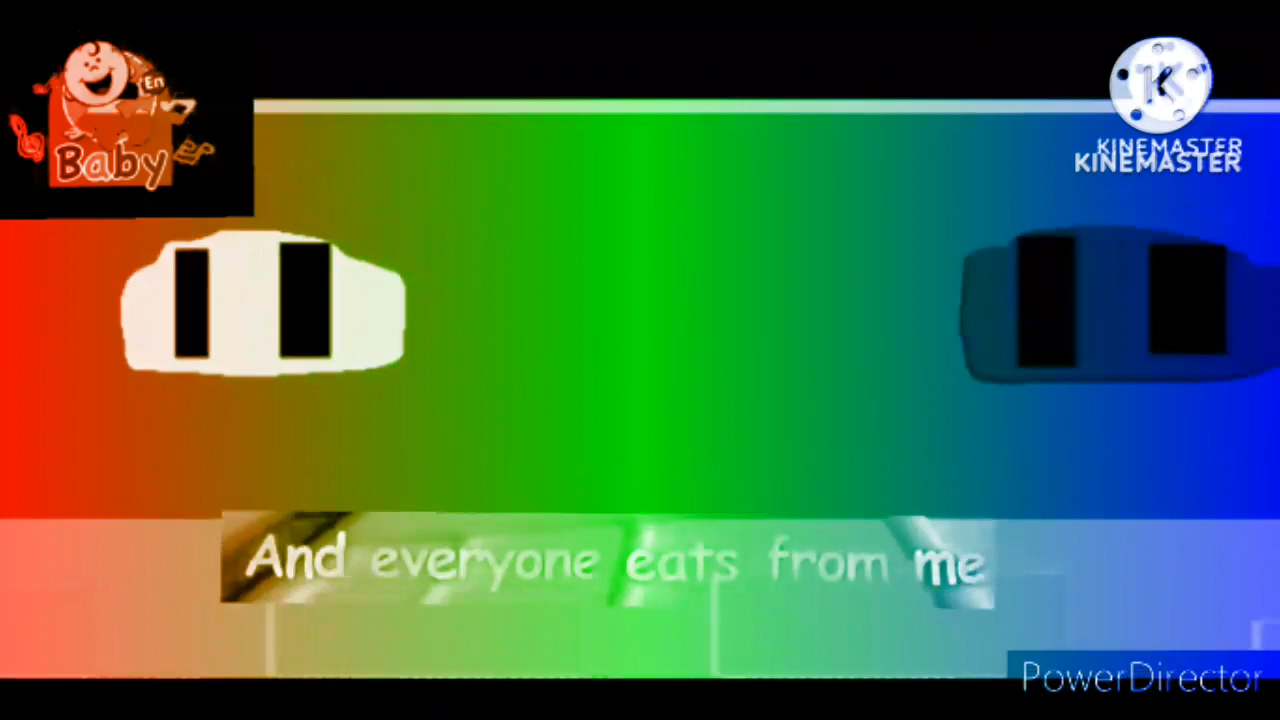 En
Baby
K
KINEMASTER
KINEMASTER
And everyone eats from me
PowerDirector